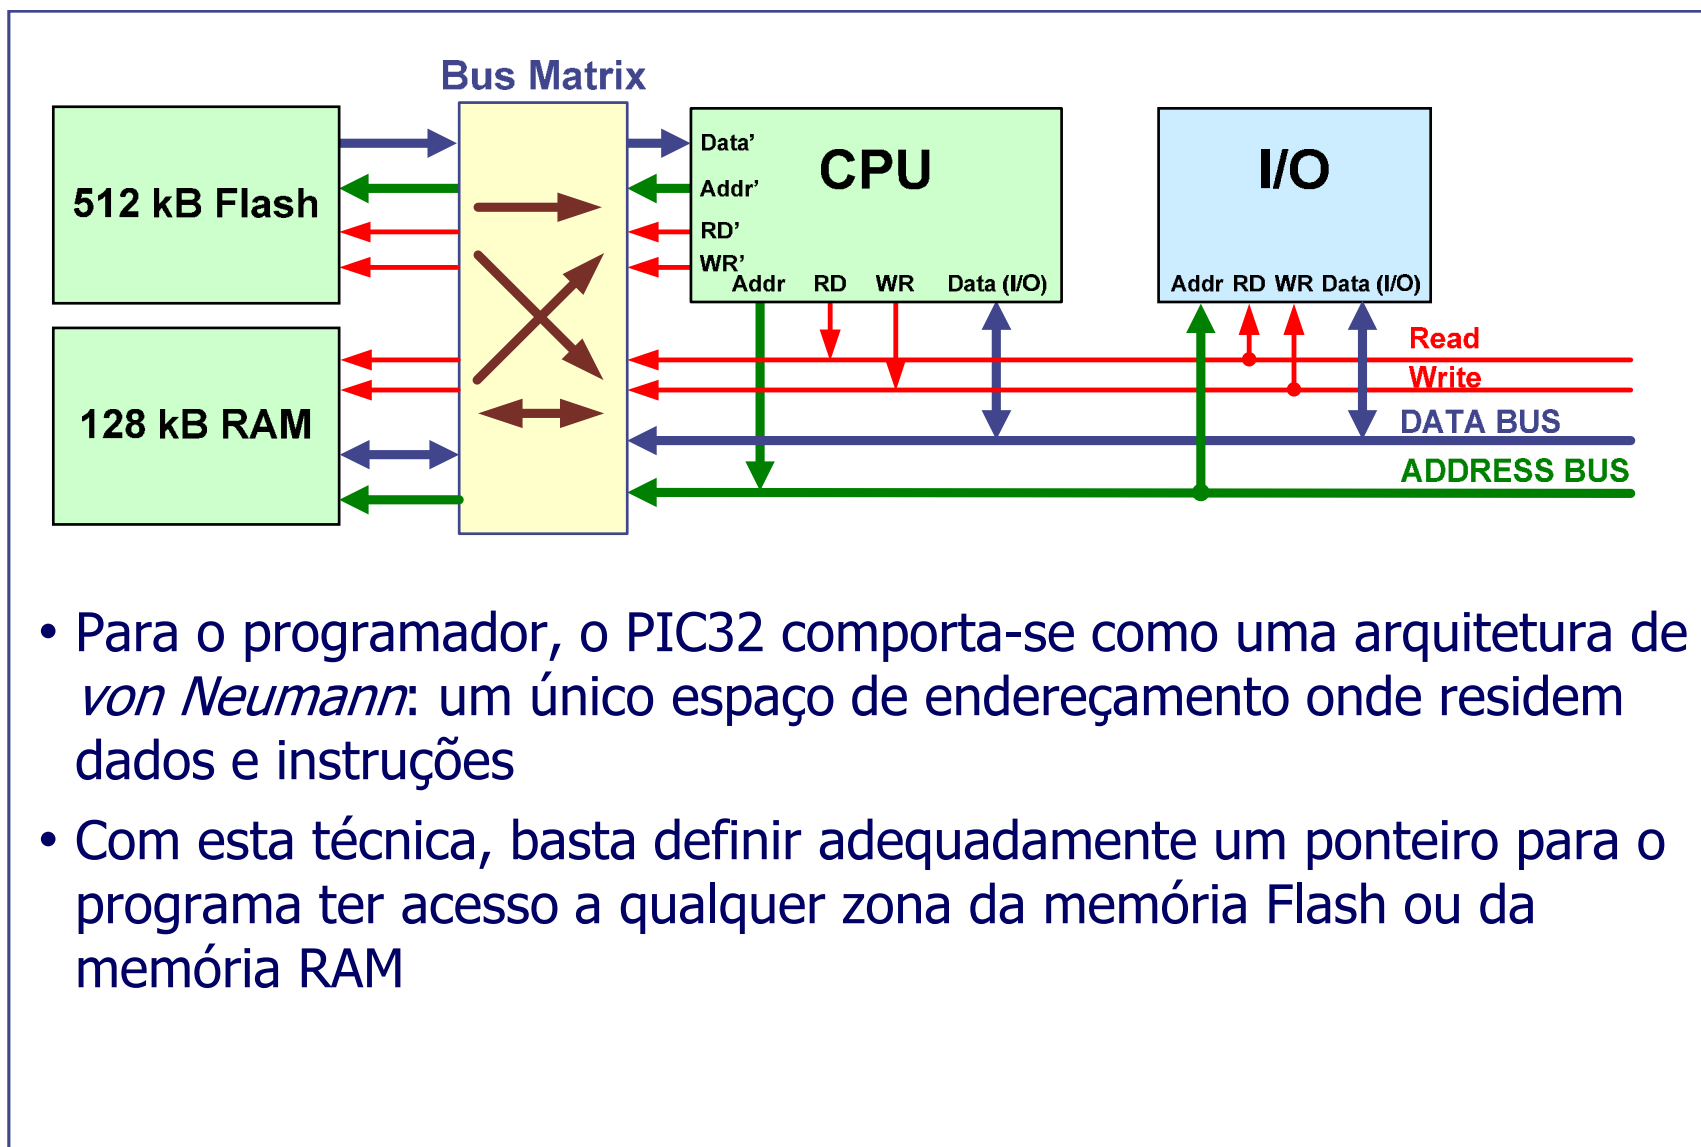 Bus Matrix
512 kB Flash
128 kB RAM
Data’
Addr’
RD’
WR’
CPU
Addr RD WR Data (I/O)
I/O
Addr RD WR Data (I/O)
Read
Write
DATA BUS
ADDRESS BUS
• Para o programador, o PIC32 comporta-se como uma arquitetura de
von Neumann: um único espaço de endereçamento onde residem
dados e instruções
• Com esta técnica, basta definir adequadamente um ponteiro para o
programa ter acesso a qualquer zona da memória Flash ou da
memória RAM